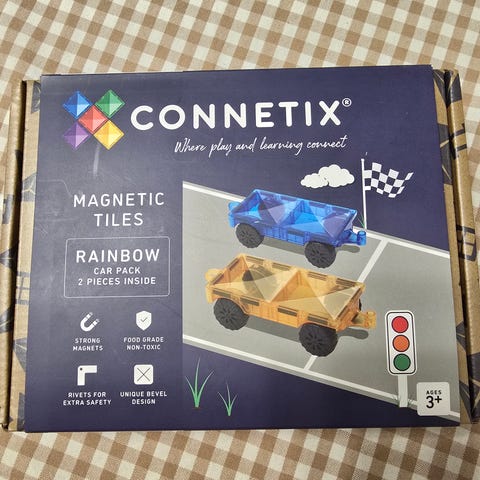 CONNETIX®
Where play and learning connect
MAGNETIC
TILES
RAINBOW
CAR PACK
2 PIECES INSIDE
STRONG
MAGNETS
FOOD GRADE
NON-TOXIC
RIVETS FOR
EXTRA SAFETY
UNIQUE BEVEL
DESIGN
AGES
3+